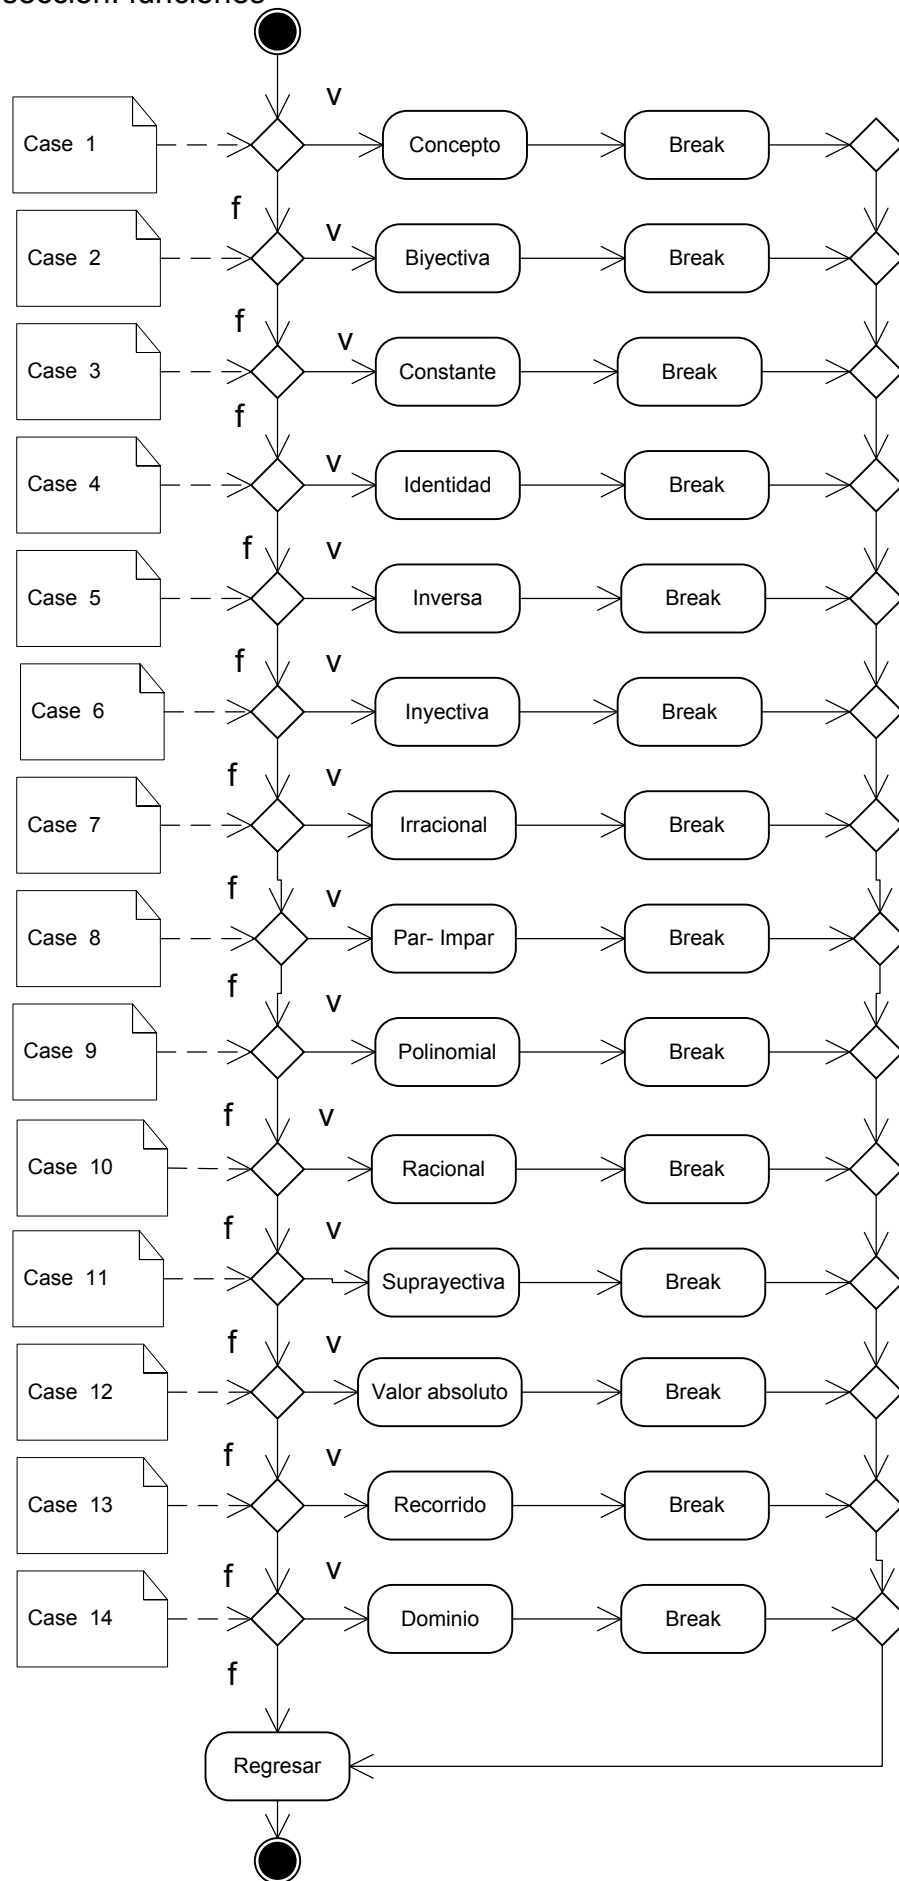 sección: funciones
v
Case 1
Concepto
Break
f
v
Case 2
Biyectiva
Break
f
v
Case 3
Constante
Break
f
v
Case 4
Identidad
Break
f
v
Case 5
Inversa
Break
f
v
Case 6
Inyectiva
Break
f
v
Case 7
Irracional
Break
f
v
Case 8
Par- Impar
Break
f
v
Case 9
Polinomial
Break
f
v
Case 10
Racional
Break
f
v
Case 11
Suprayectiva
Break
f
v
Case 12
Valor absoluto
Break
f
v
Case 13
Recorrido
Break
f
v
Case 14
Dominio
Break
f
Regresar